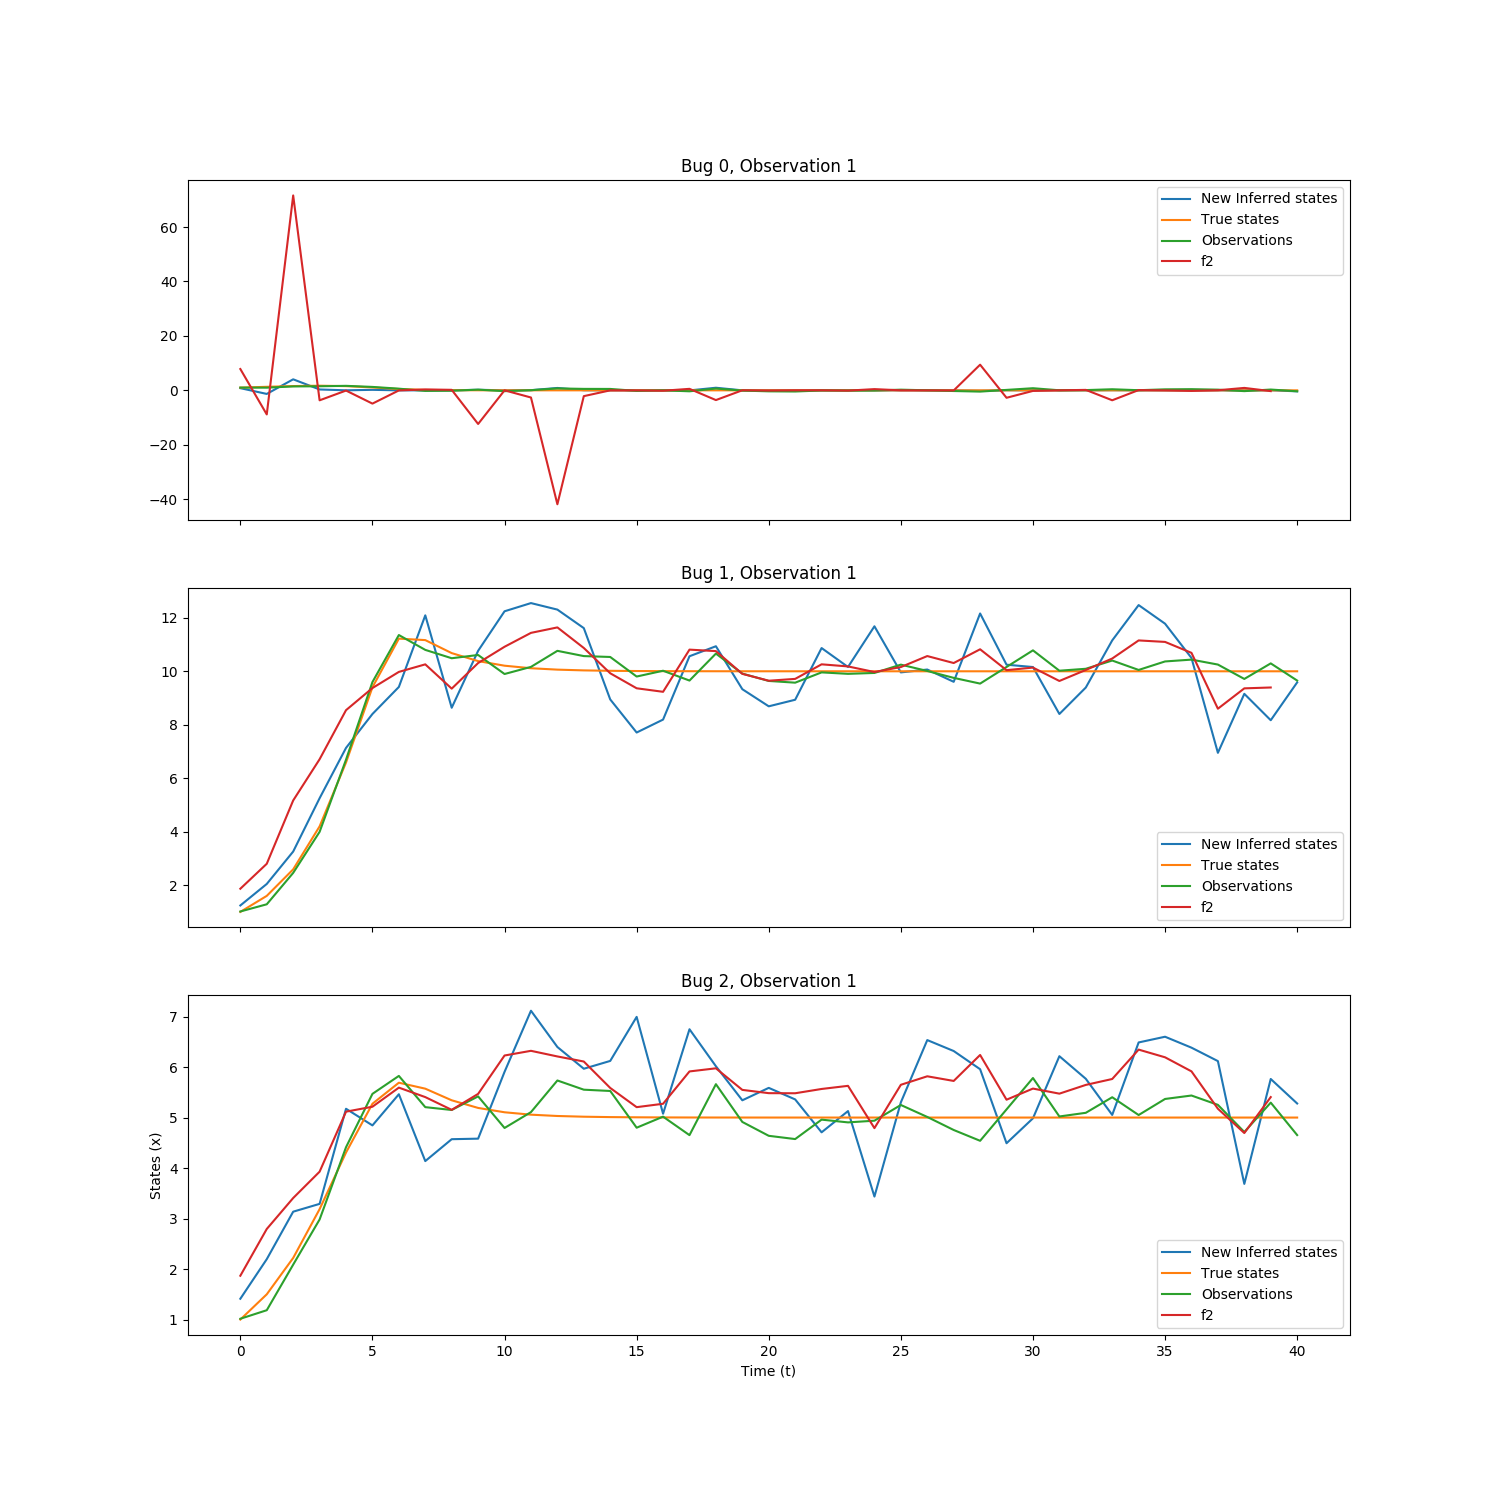 Bug 0, Observation 1
60
40
20
0
−20
−40
New Inferred states
True states
Observations
f2
Bug 1, Observation 1
12
10
8
6
4
2
New Inferred states
True states
Observations
f2
Bug 2, Observation 1
7
6
5
4
3
2
1
States (x)
New Inferred states
True states
Observations
f2
0 5 10 15 20 25 30 35 40
Time (t)